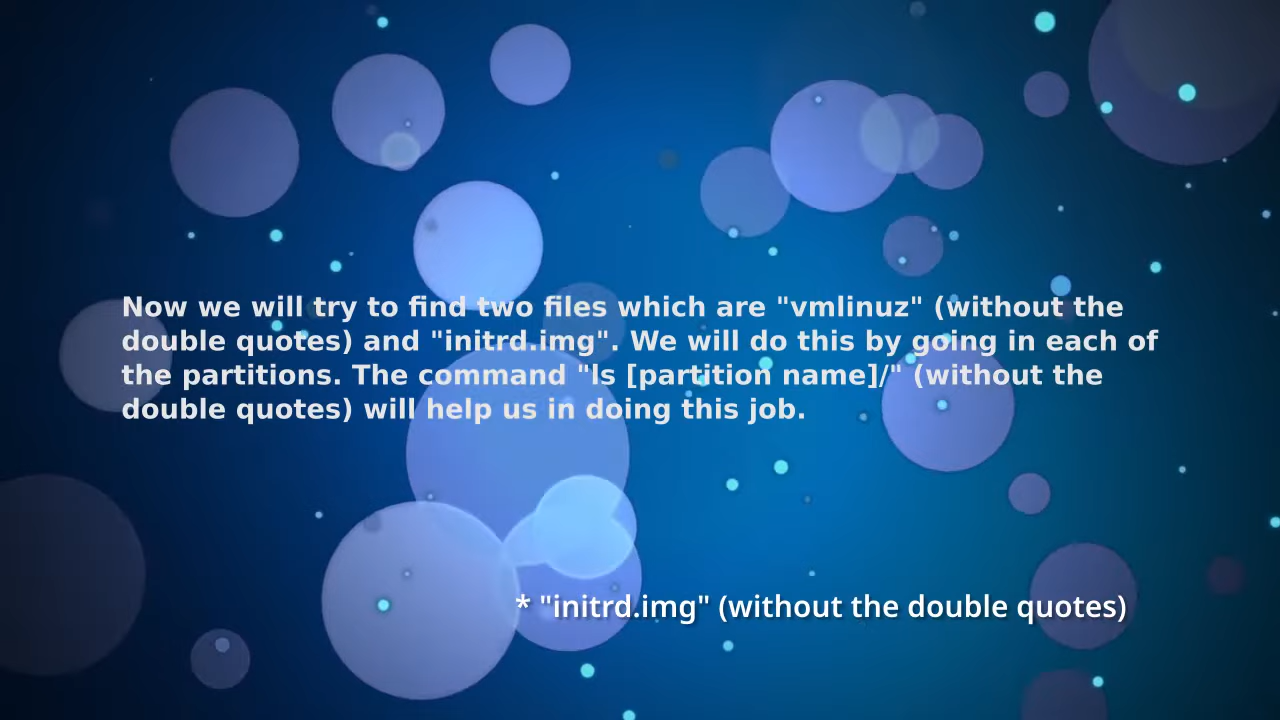 Now we will try to find two files which are "vmlinuz" (without the
double quotes) and "initrd.img". We will do this by going in each of
the partitions. The command "ls [partition name]/" (without the
double quotes) will help us in doing this job.
* "initrd.img" (without the double quotes)